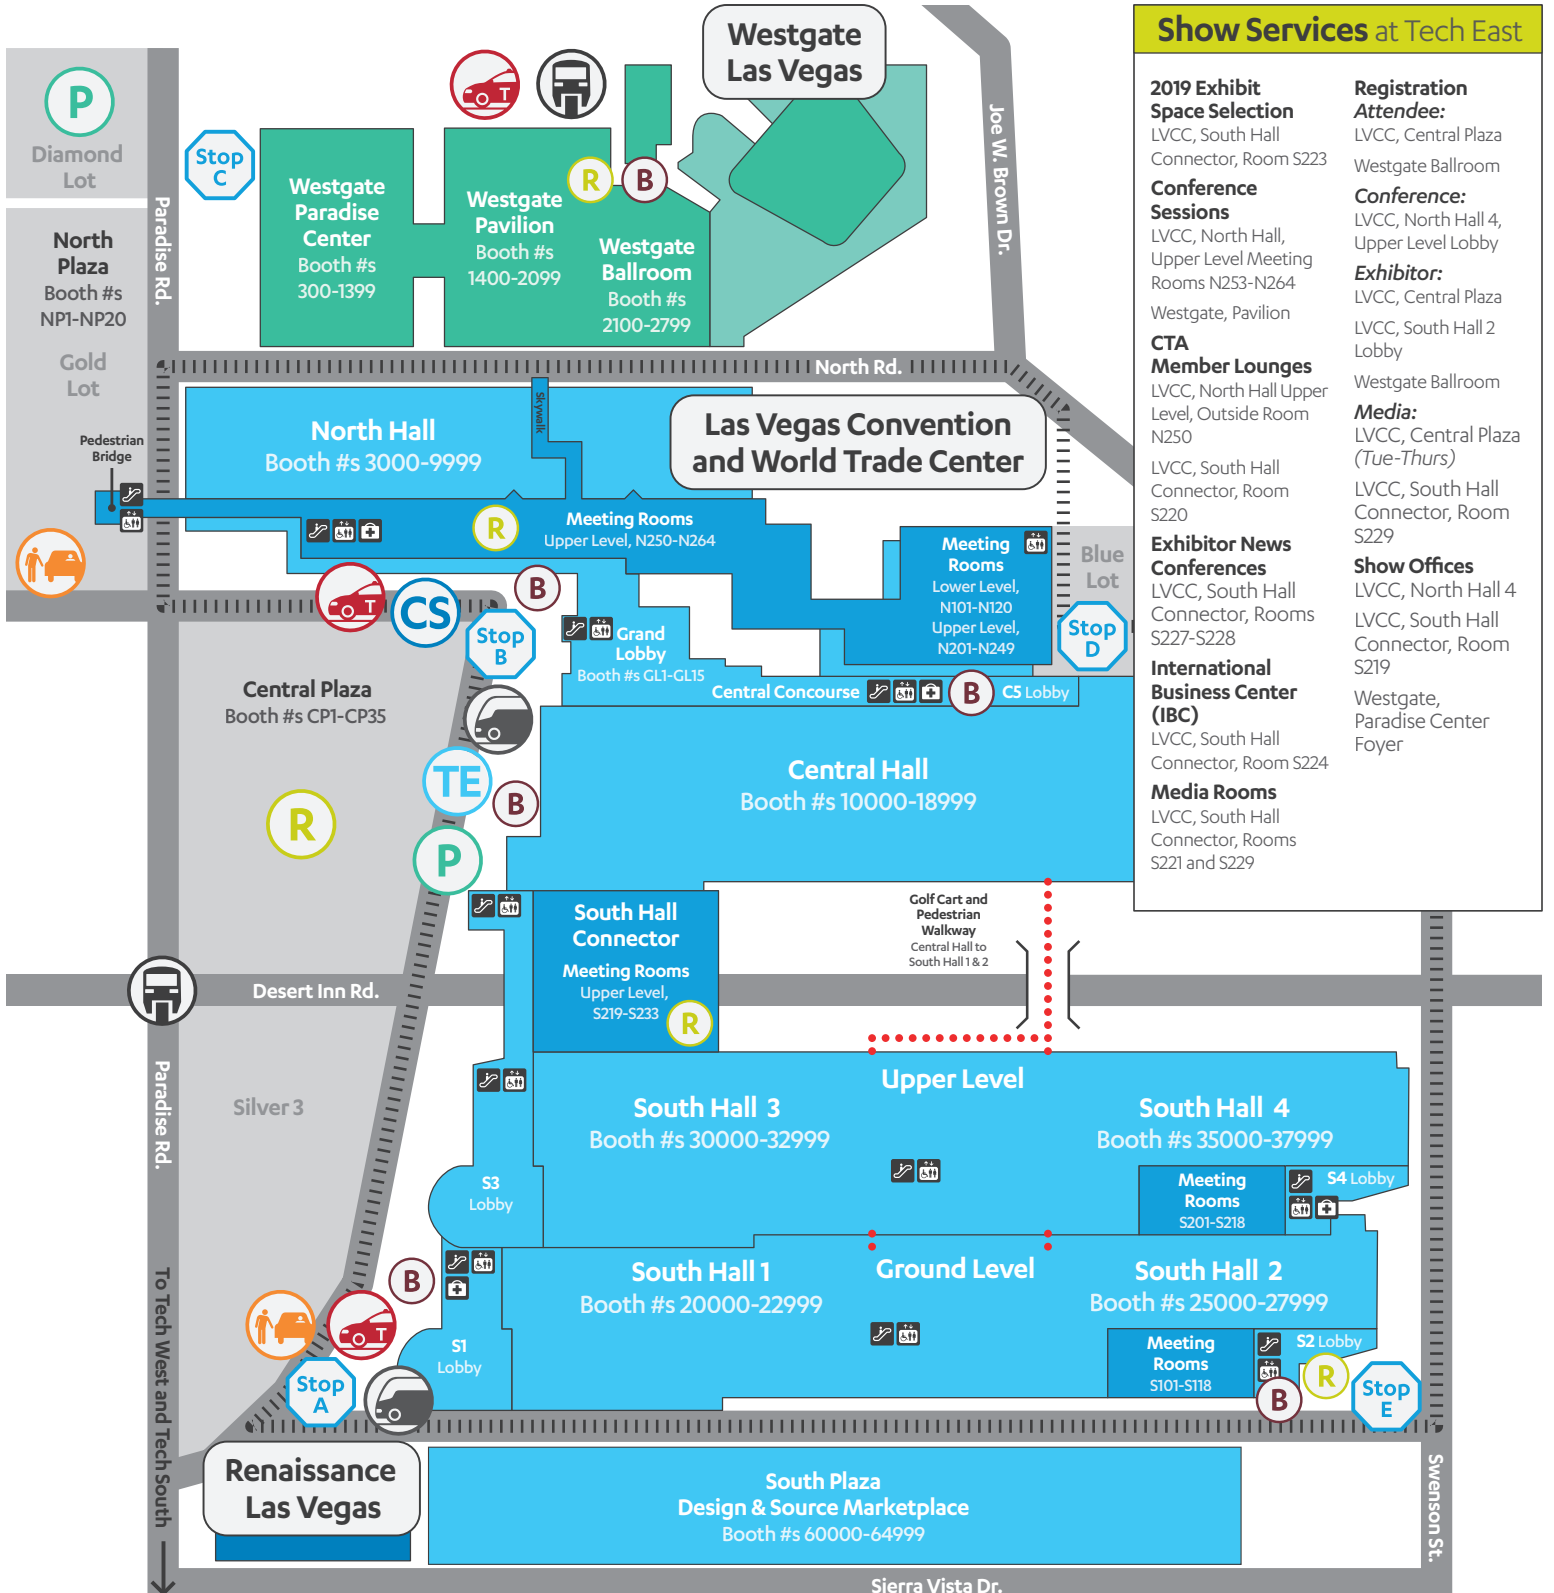 Westgate
Las Vegas
P
Diamond
Lot
Stop
C
T
Westgate
Paradise
Center
Booth #s
300-1399
Westgate
Pavilion
Booth #s
1400-2099
R
B
Westgate
Ballroom
Booth #s
2100-2799
North
Plaza
Booth #s
NP1-NP20
Gold
Lot
Paradise Rd.
Joe W. Brown Dr.
North Rd.
Skywalk
North Hall
Booth #s 3000-9999
Las Vegas Convention
and World Trade Center
Pedestrian
Bridge
R
Meeting Rooms
Upper Level, N250-N264
Meeting
Rooms
Lower Level,
N101-N120
Upper Level,
N201-N249
Blue
Lot
Stop
D
T
CS
B
Stop
B
Grand
Lobby
Booth #s GL1-GL15
Central Concourse
B
C5 Lobby
Central Plaza
Booth #s CP1-CP35
TE
B
R
P
Central Hall
Booth #s 10000-18999
South Hall
Connector
Meeting Rooms
Upper Level,
S219-S233
R
Golf Cart and
Pedestrian
Walkway
Central Hall to
South Hall 1 & 2
Desert Inn Rd.
Paradise Rd.
Silver 3
Upper Level
South Hall 3
Booth #s 30000-32999
South Hall 4
Booth #s 35000-37999
S3
Lobby
Meeting
Rooms
S201-S218
S4 Lobby
B
South Hall 1
Booth #s 20000-22999
Ground Level
South Hall 2
Booth #s 25000-27999
T
S1
Lobby
Meeting
Rooms
S101-S118
S2 Lobby
R
B
Stop
E
Stop
A
To Tech West and Tech South
Renaissance
Las Vegas
South Plaza
Design & Source Marketplace
Booth #s 60000-64999
Swenson St.
Sierra Vista Dr.
Show Services at Tech East
2019 Exhibit
Space Selection
LVCC, South Hall
Connector, Room S223
Conference
Sessions
LVCC, North Hall,
Upper Level Meeting
Rooms N253-N264
Westgate, Pavilion
CTA
Member Lounges
LVCC, North Hall Upper
Level, Outside Room
N250
LVCC, South Hall
Connector, Room
S220
Exhibitor News
Conferences
LVCC, South Hall
Connector, Rooms
S227-S228
International
Business Center
(IBC)
LVCC, South Hall
Connector, Room S224
Media Rooms
LVCC, South Hall
Connector, Rooms
S221 and S229
Registration
Attendee:
LVCC, Central Plaza
Westgate Ballroom
Conference:
LVCC, North Hall 4,
Upper Level Lobby
Exhibitor:
LVCC, Central Plaza
LVCC, South Hall 2
Lobby
Westgate Ballroom
Media:
LVCC, Central Plaza
(Tue-Thurs)
LVCC, South Hall
Connector, Room
S229
Show Offices
LVCC, North Hall 4
LVCC, South Hall
Connector, Room
S219
Westgate,
Paradise Center
Foyer